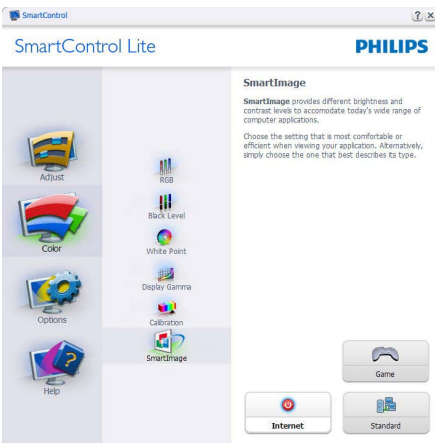 SmartControl
SmartControl Lite
PHILIPS
Adjust
Color
Options
Help
RGB
Black Level
White Point
Display Gamma
Calibration
SmartImage
SmartImage
SmartImage provides different brightness and
contrast levels to accomodate today's wide range of
computer applications.
Choose the setting that is most comfortable or
efficient when viewing your application. Alternatively,
simply choose the one that best describes its type.
Game
Internet
Standard